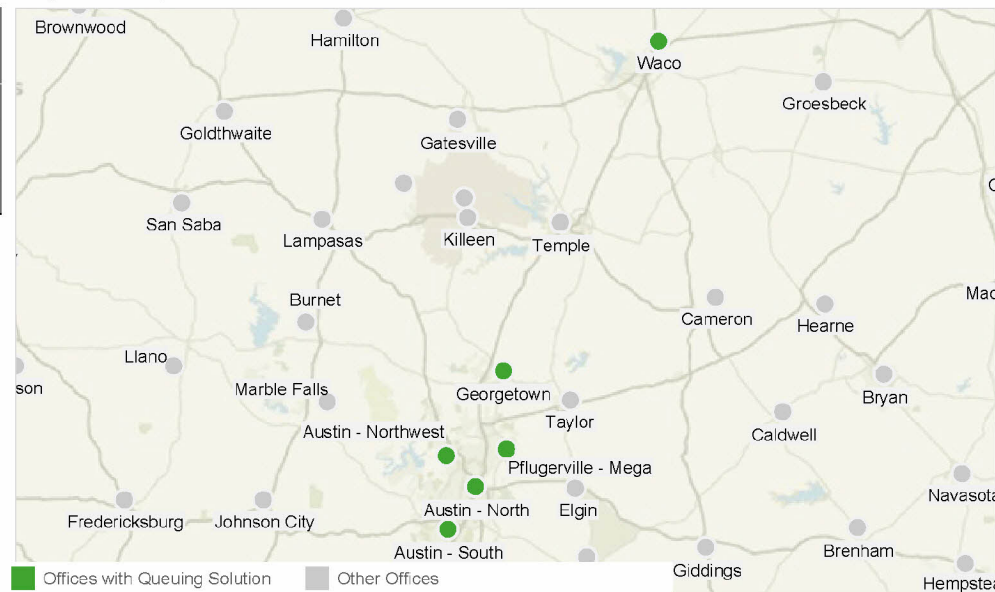 Brownwood
Hamilton
Waco
Groesbeck
Goldthwaite
Gatesville
San Saba
Lampasas
Killeen
Temple
Burnet
Mad
Cameron
Hearne
Llano
son
Marble Falls
Georgetown
Bryan
Taylor
Austin - Northwest
Caldwell
Pflugerville - Mega
Navasota
Austin - North
Elgin
Fredericksburg
Johnson City
Austin - South
Brenham
Giddings
Offices with Queuing Solution
Other Offices
Hempstea